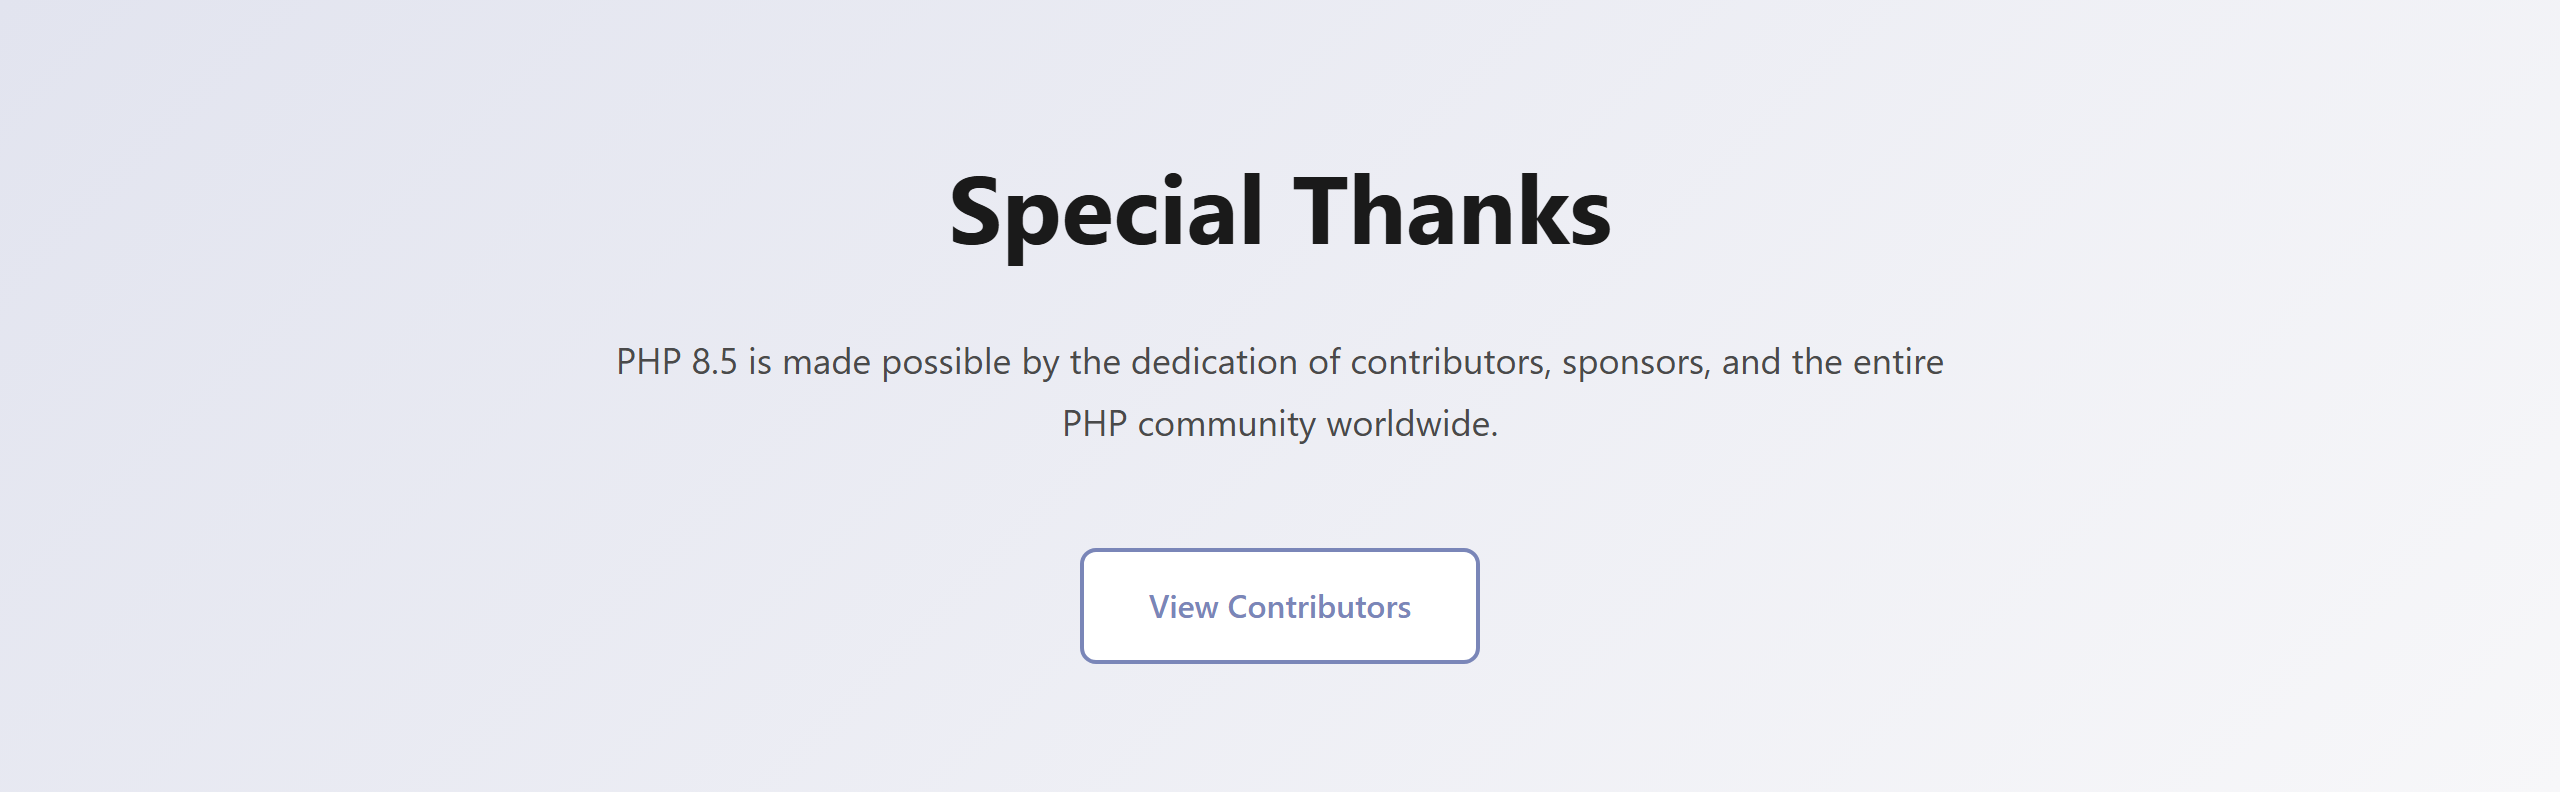 Special Thanks
PHP 8.5 is made possible by the dedication of contributors, sponsors, and the entire
PHP community worldwide.
View Contributors